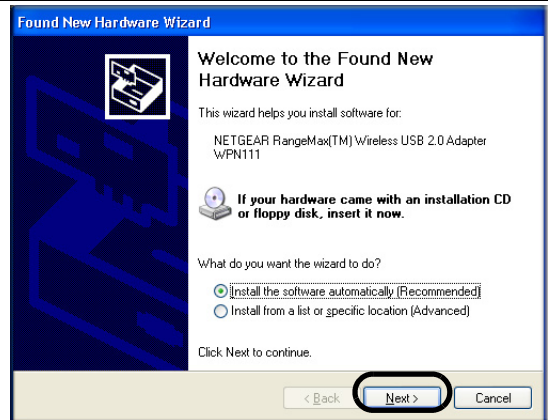 Found New Hardware Wizard
Welcome to the Found New
Hardware Wizard
This wizard helps you install software for:
NETGEAR RangeMax(TM) Wireless USB 2.0 Adapter
WPN111
If your hardware came with an installation CD
or floppy disk, insert it now.
What do you want the wizard to do?
Install the software automatically (Recommended)
Install from a list or specific location (Advanced)
Click Next to continue.
< Back Next > Cancel